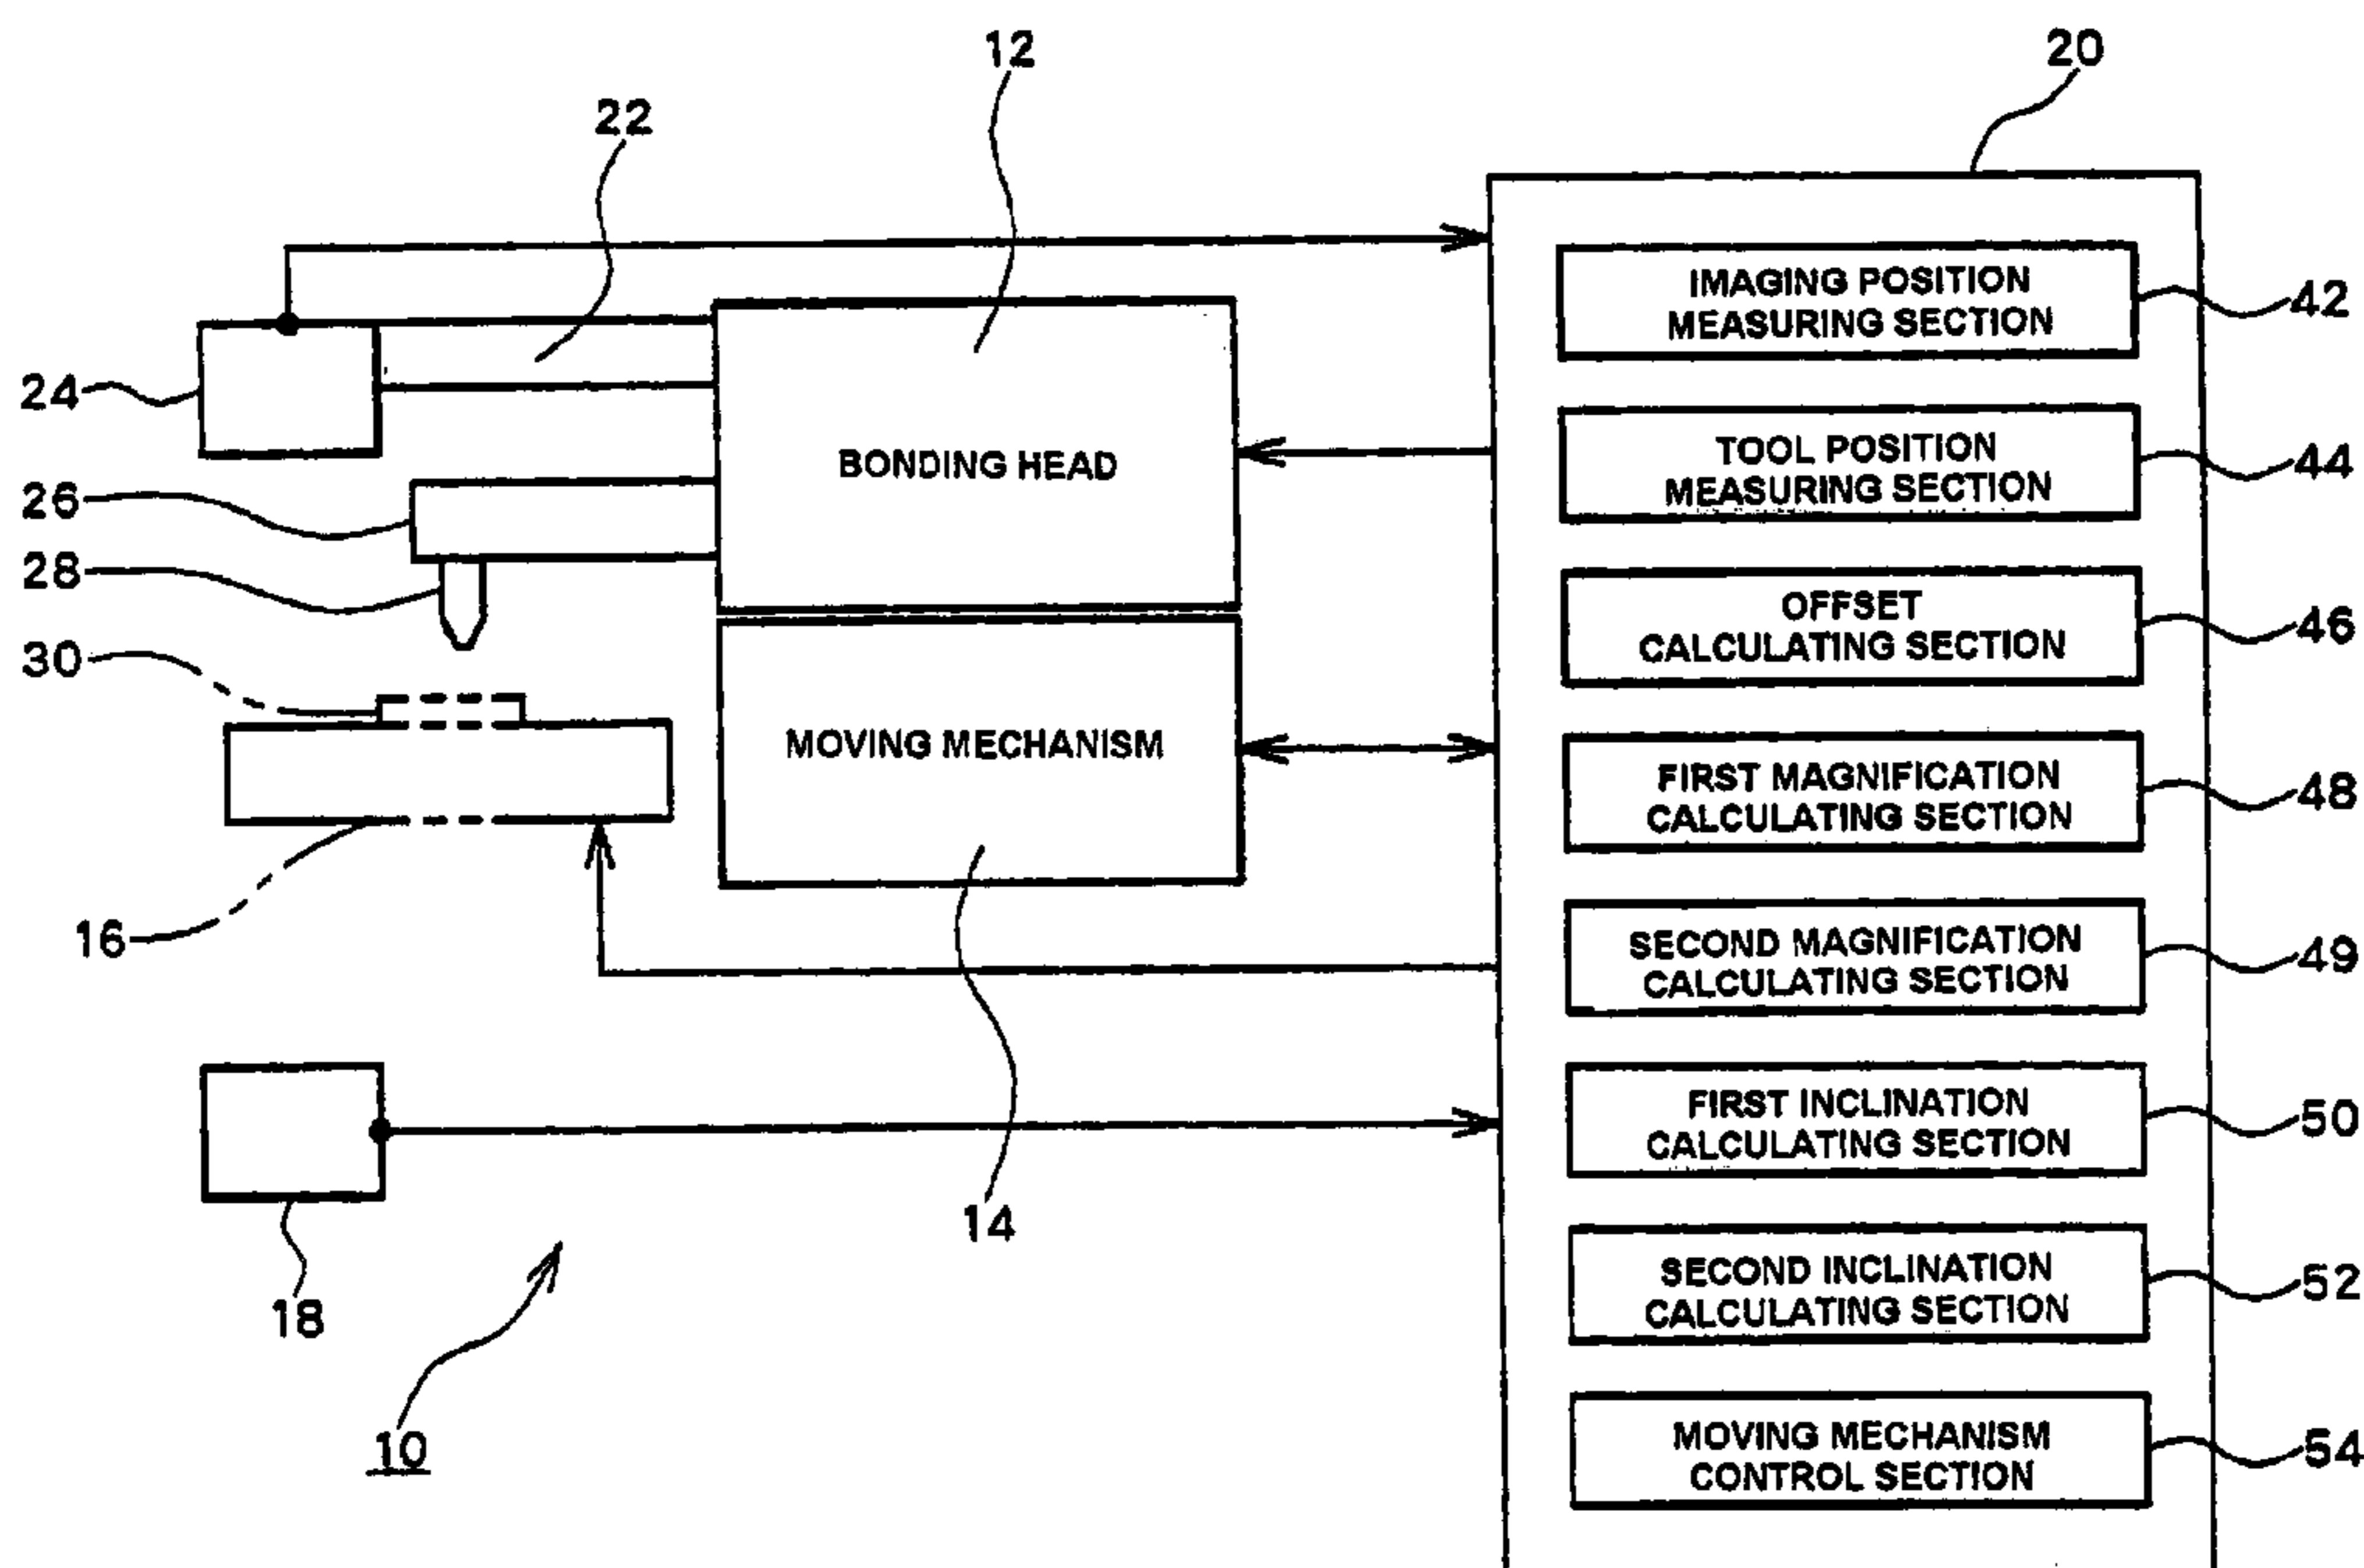 12
20
22
IMAGING POSITION
MEASURING SECTION
42
24
TOOL POSITION
MEASURING SECTION
44
BONDING HEAD
26
28
OFFSET
CALCULATING SECTION
46
30
MOVING MECHANISM
FIRST MAGNIFICATION
CALCULATING SECTION
48
16
SECOND MAGNIFICATION
CALCULATING SECTION
49
FIRST INCLINATION
CALCULATING SECTION
50
14
18
SECOND INCLINATION
CALCULATING SECTION
52
10
MOVING MECHANISM
CONTROL SECTION
54